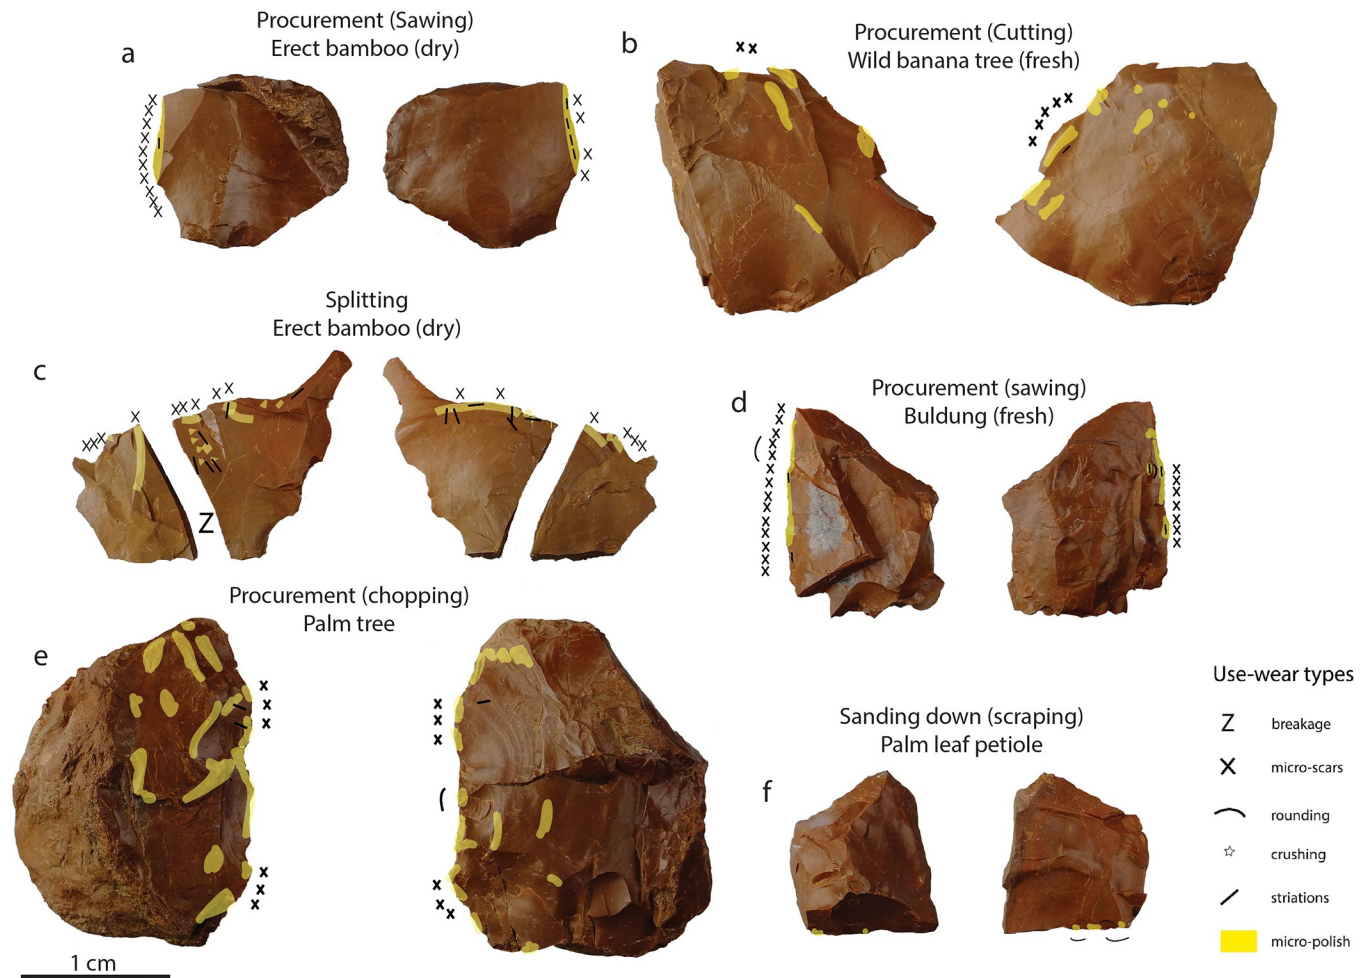 Procurement (Sawing)
Erect bamboo (dry)
a
b
Procurement (Cutting)
Wild banana tree (fresh)
Splitting
Erect bamboo (dry)
c
Z
d
Procurement (sawing)
Buldung (fresh)
Procurement (chopping)
Palm tree
e
Sanding down (scraping)
Palm leaf petiole
f
Use-wear types
Z breakage
X micro-scars
rounding
crushing
striations
micro-polish
1 cm